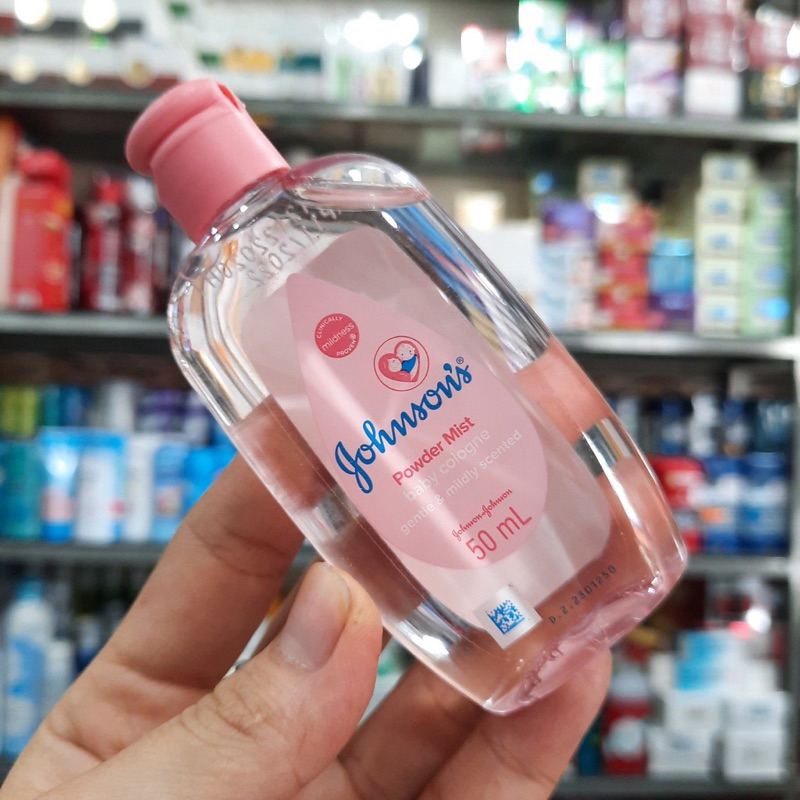 CLINICALLY
mildness
PROVEN®
Johnson's®
Powder Mist
baby cologne
gentle & mildly scented
Johnson & Johnson
50 mL